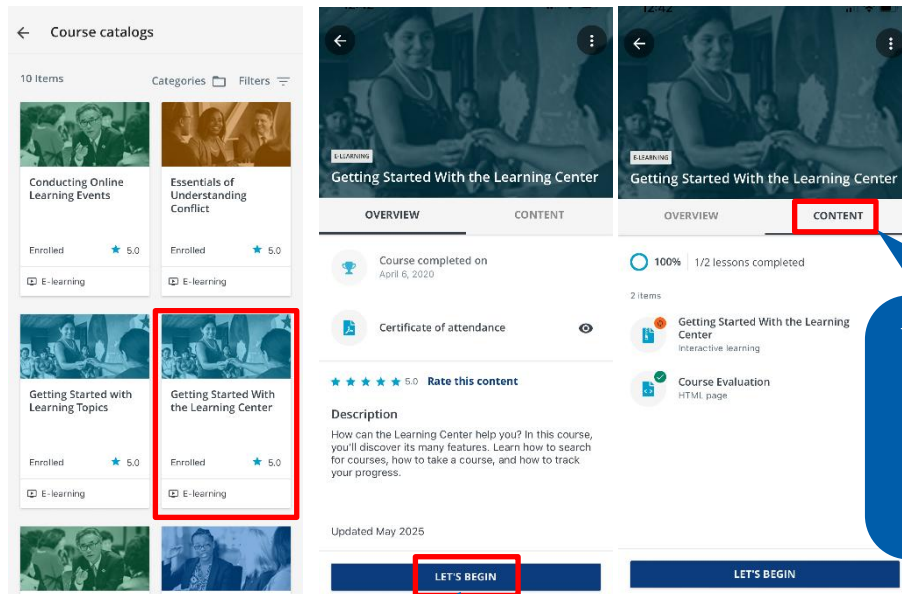 Course catalogs
10 Items
Categories
Filters
Conducting Online
Learning Events
Enrolled
5.0
E-learning
Essentials of
Understanding
Conflict
Enrolled
5.0
E-learning
Getting Started with
Learning Topics
Enrolled
5.0
E-learning
Getting Started With
the Learning Center
Enrolled
5.0
E-learning
E-LEARNING
Getting Started With the Learning Center
OVERVIEW
CONTENT
Course completed on
April 6, 2020
Certificate of attendance
5.0 Rate this content
Description
How can the Learning Center help you? In this course,
you'll discover its many features. Learn how to search
for courses, how to take a course, and how to track
your progress.
Updated May 2025
LET'S BEGIN
E-LEARNING
Getting Started With the Learning Center
OVERVIEW
CONTENT
100%
1/2 lessons completed
2 items
Getting Started With the Learning
Center
Interactive learning
Course Evaluation
HTML page
LET'S BEGIN